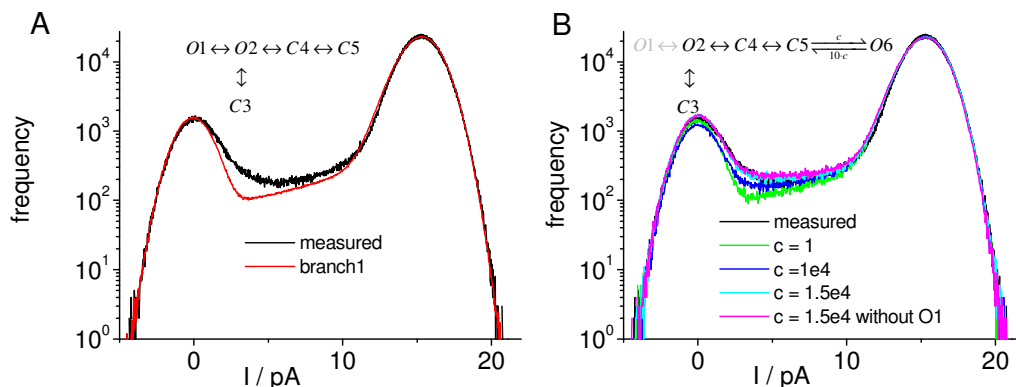 A
O1 ↔ O2 ↔ C4 ↔ C5
↕
C3
frequency
10^4
10^3
10^2
10^1
10^0
measured
branch1
0 10 20
I / pA
B
O1 ↔ O2 ↔ C4 ↔ C5 ⇌ O6
c
10·c
↕
C3
frequency
10^4
10^3
10^2
10^1
10^0
measured
c = 1
c =1e4
c = 1.5e4
c = 1.5e4 without O1
0 10 20
I / pA